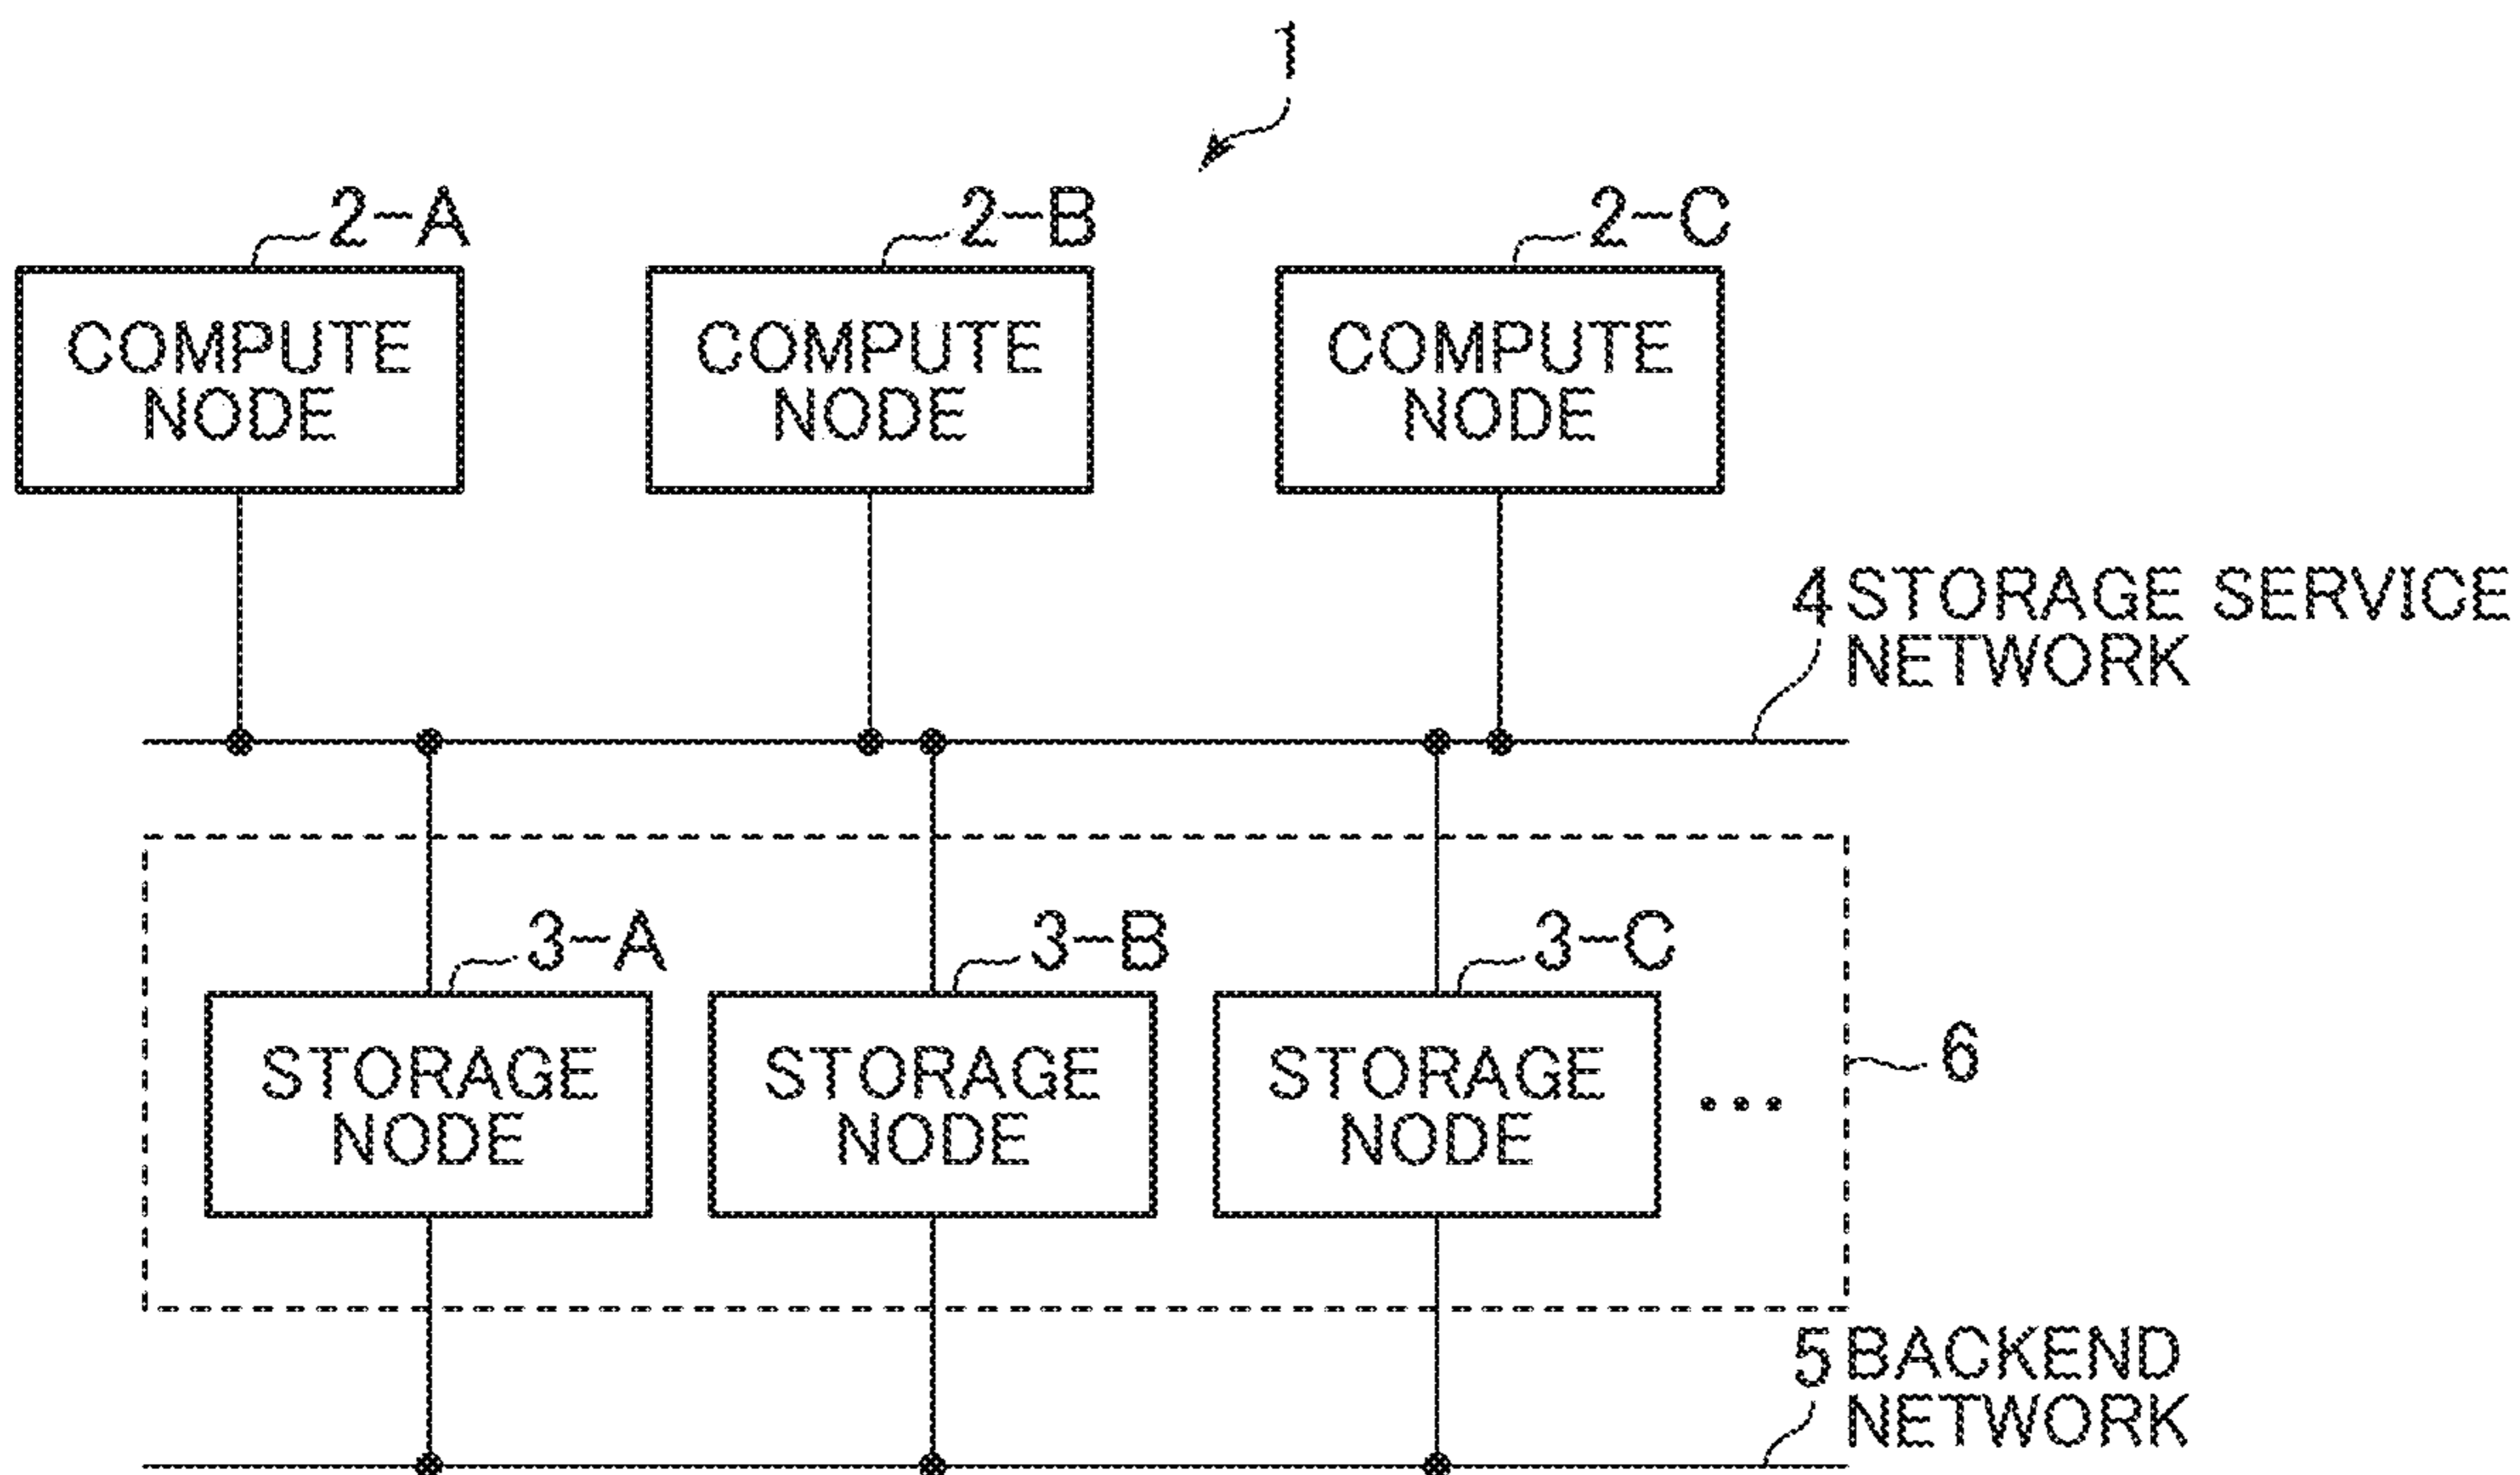 1
2-A
2-B
2-C
COMPUTE
NODE
COMPUTE
NODE
COMPUTE
NODE
4 STORAGE SERVICE
NETWORK
3-A
3-B
3-C
STORAGE
NODE
STORAGE
NODE
STORAGE
NODE
...
6
5 BACKEND
NETWORK